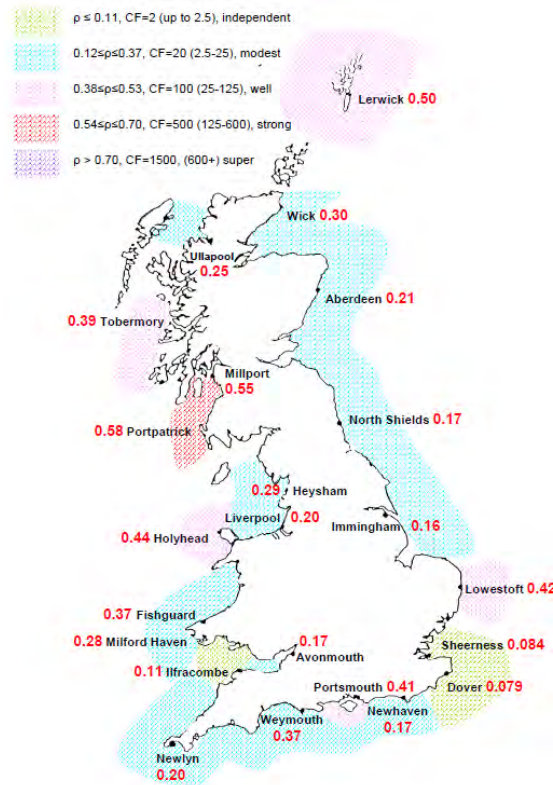 ρ ≤ 0.11, CF=2 (up to 2.5), independent
0.12≤ρ≤0.37, CF=20 (2.5-25), modest
0.38≤ρ≤0.53, CF=100 (25-125), well
0.54≤ρ≤0.70, CF=500 (125-600), strong
ρ > 0.70, CF=1500, (600+) super
Lerwick 0.50
Wick 0.30
Ullapool
0.25
Aberdeen 0.21
0.39 Tobermory
Millport
0.55
North Shields 0.17
0.58 Portpatrick
0.29 Heysham
Liverpool 0.20
Immingham 0.16
0.44 Holyhead
Lowestoft 0.42
0.37 Fishguard
0.28 Milford Haven
0.17
Avonmouth
Sheerness
0.084
0.11 Ilfracombe
Portsmouth 0.41
Dover 0.079
Weymouth
0.37
Newhaven
0.17
Newlyn
0.20